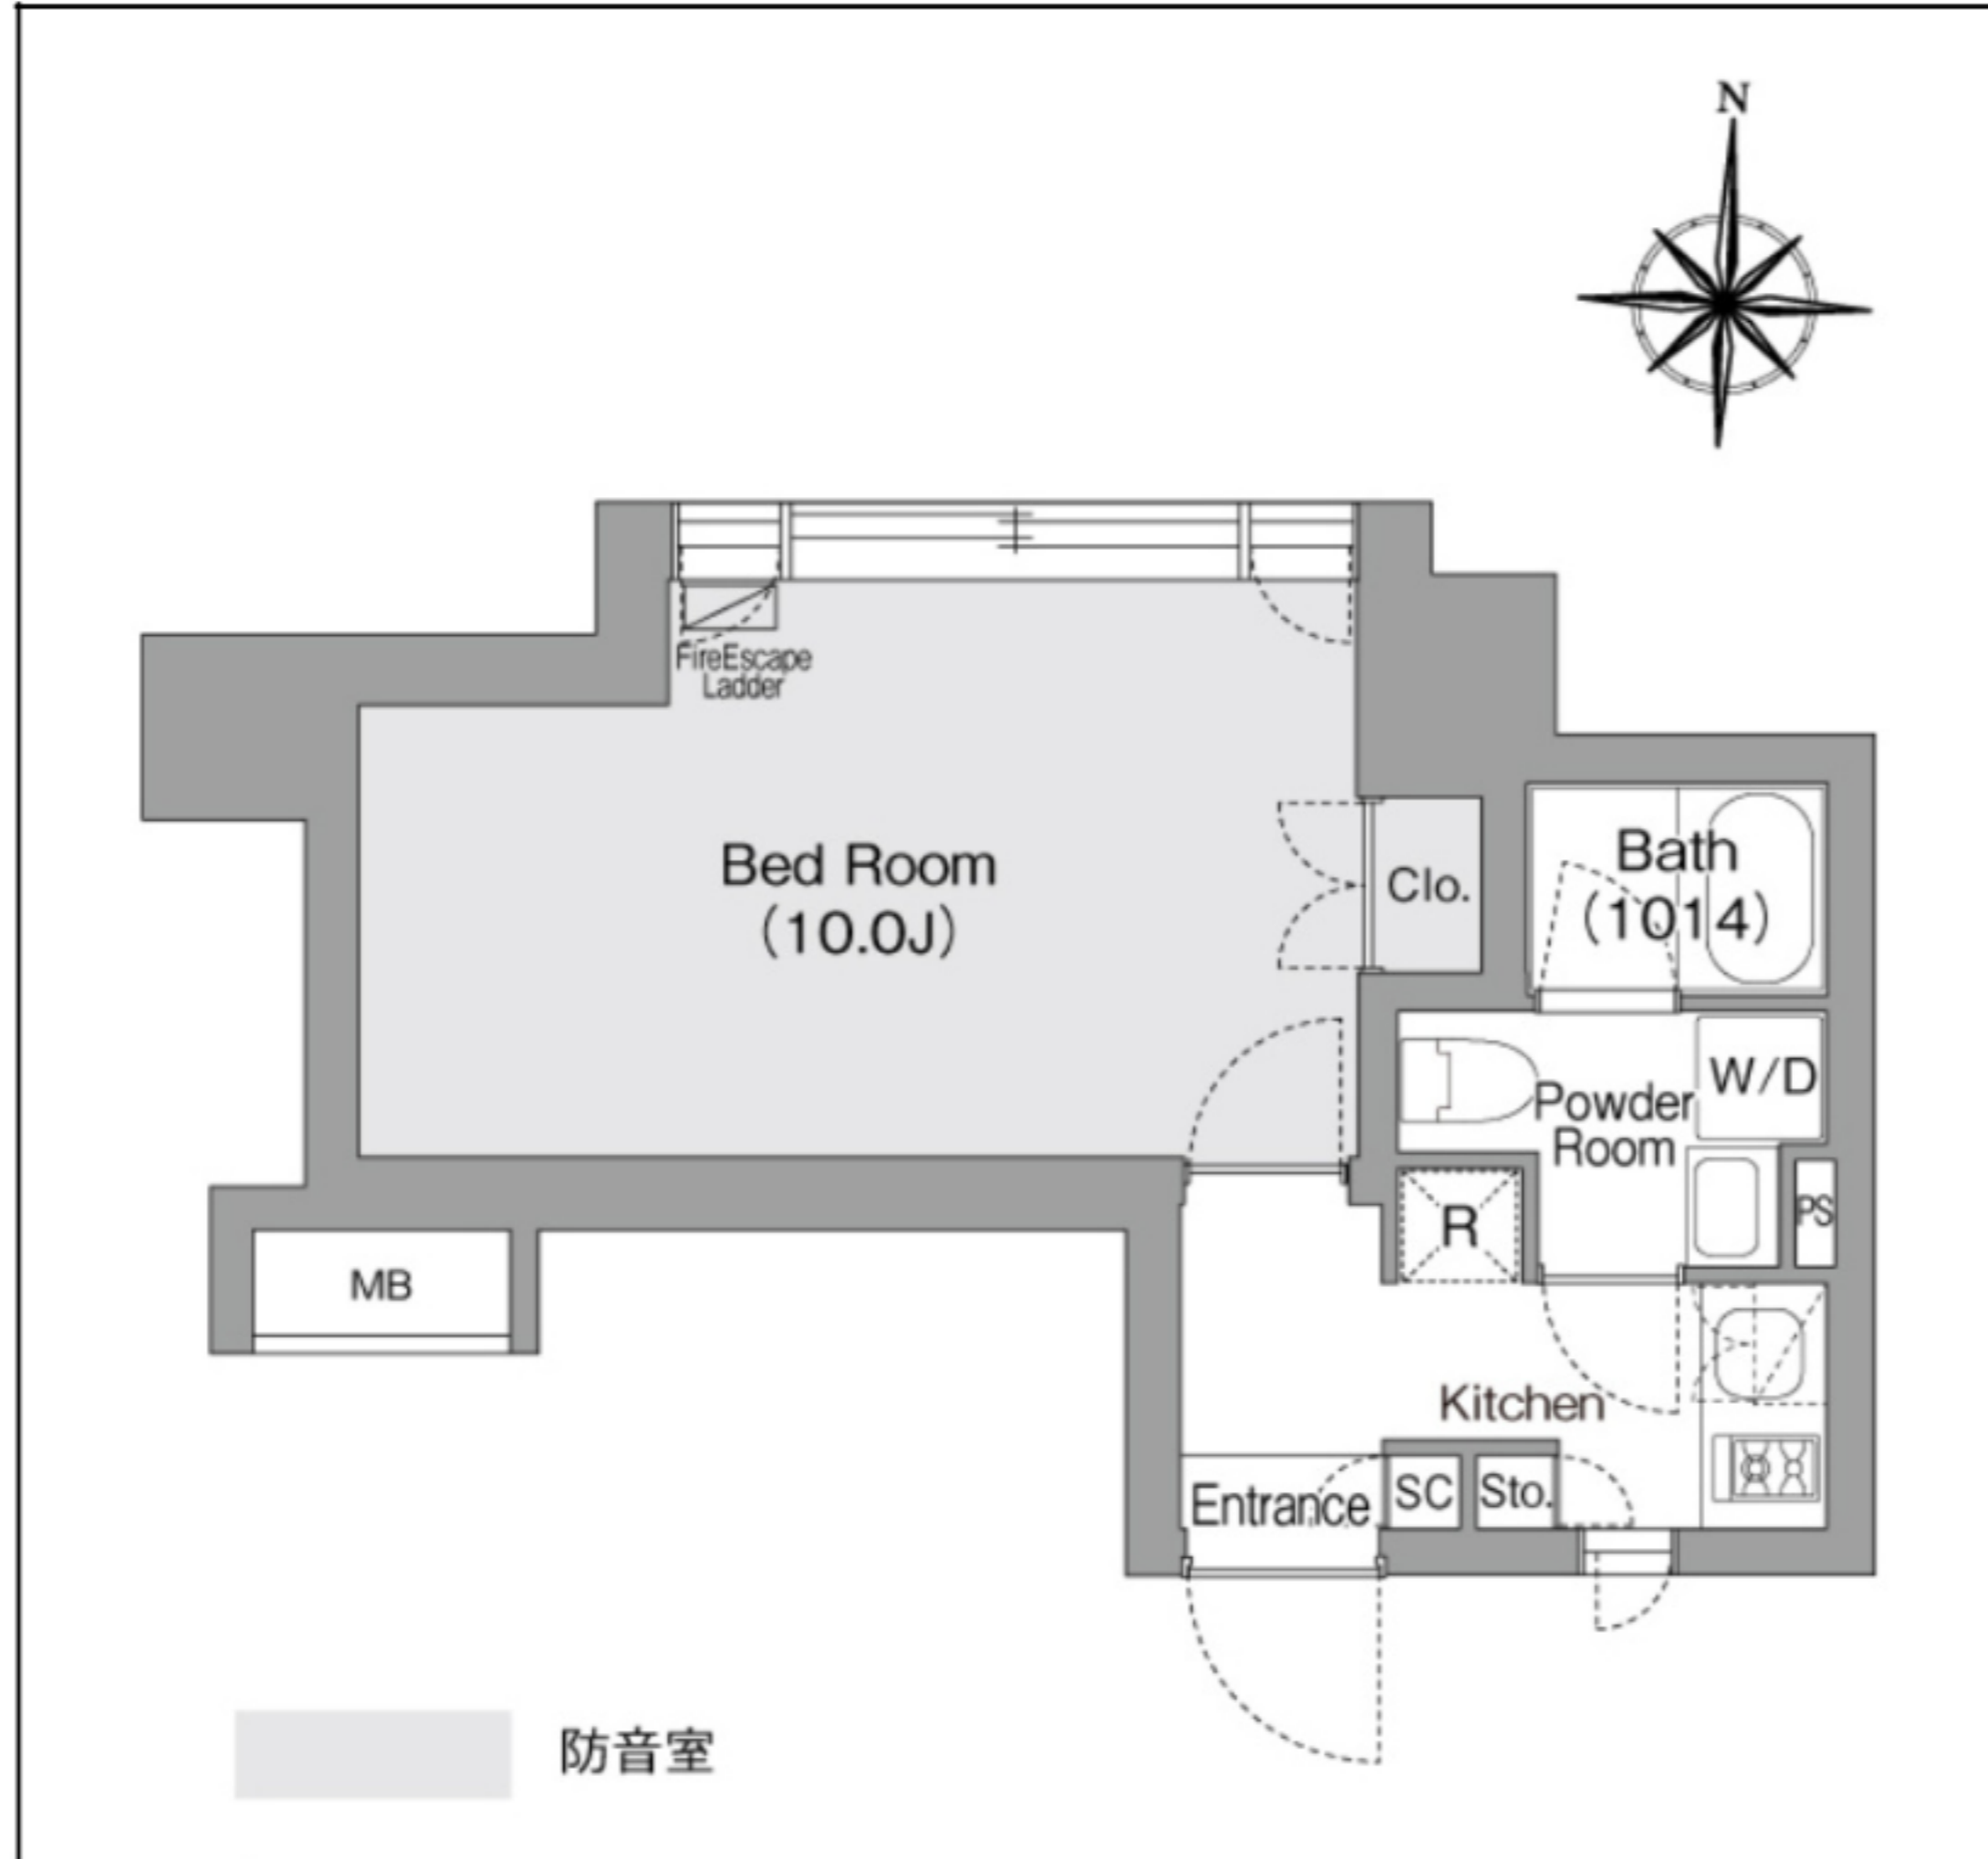 N
FireEscape
Ladder
Bed Room
(10.0J)
Clo.
Bath
(1014)
W/D
Powder
Room
PS
R
MB
Kitchen
Entrance
SC
Sto.
防音室